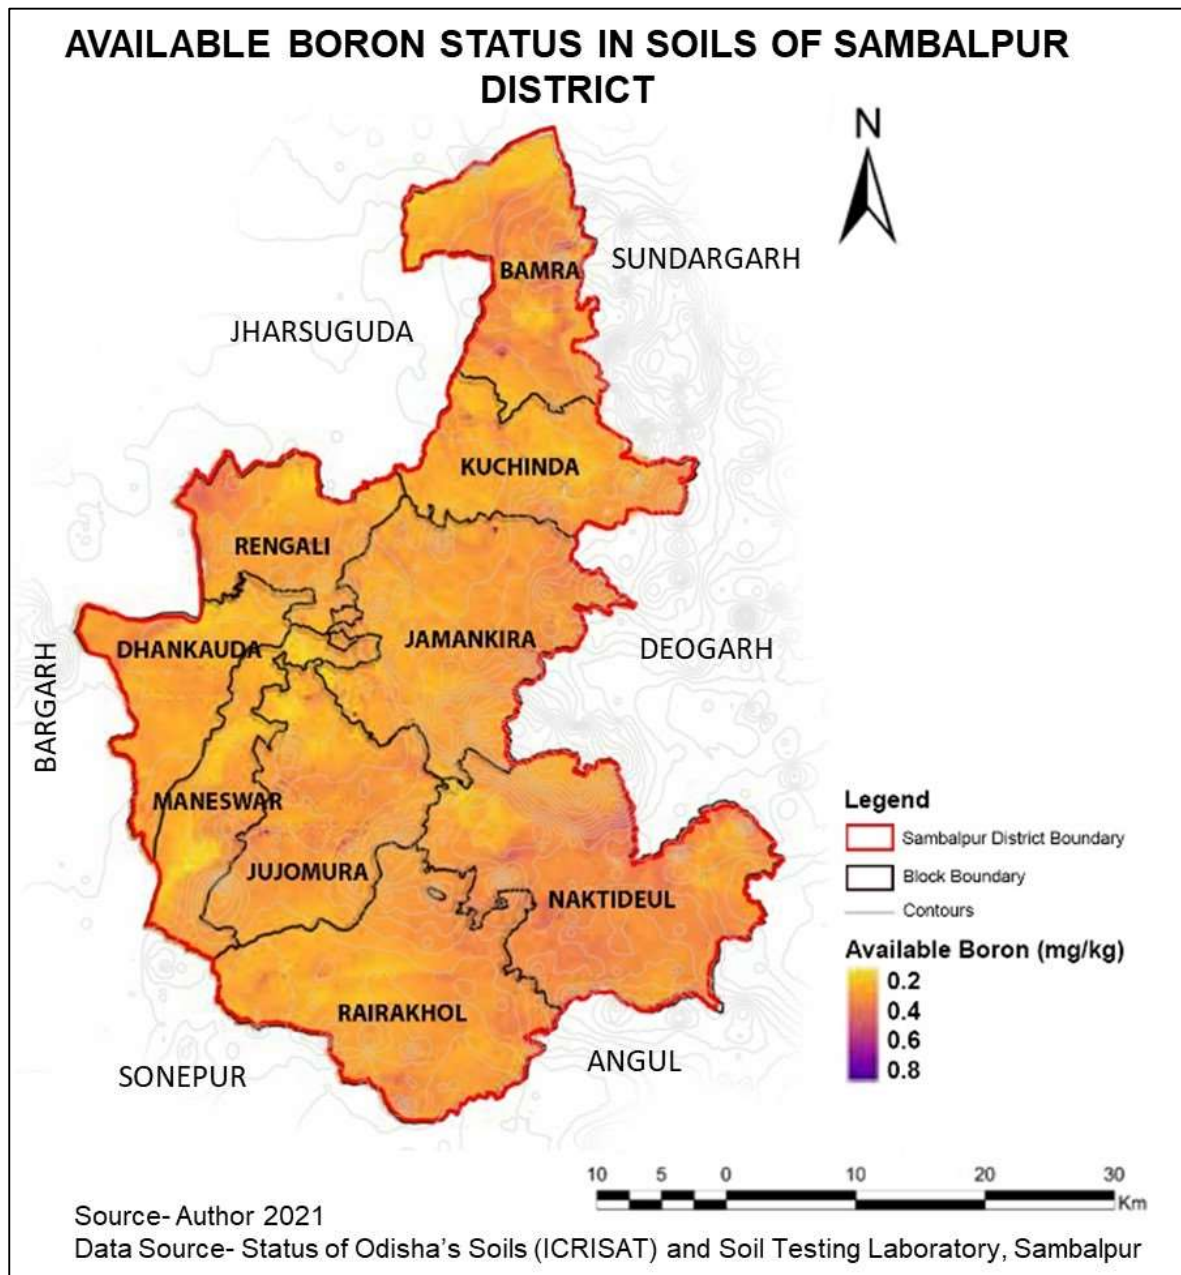 AVAILABLE BORON STATUS IN SOILS OF SAMBALPUR
DISTRICT
N
SUNDARGARH
BAMRA
JHARSUGUDA
KUCHINDA
RENGALI
JAMANKIRA
DHANKAUDA
DEOGARH
BARGARH
MANESWAR
JUJOMURA
NAKTIDEUL
RAIRAKHOL
ANGUL
SONEPUR
Legend
Sambalpur District Boundary
Block Boundary
Contours
Available Boron (mg/kg)
0.2
0.4
0.6
0.8
10 5 0 10 20 30
Km
Source- Author 2021
Data Source- Status of Odisha's Soils (ICRISAT) and Soil Testing Laboratory, Sambalpur